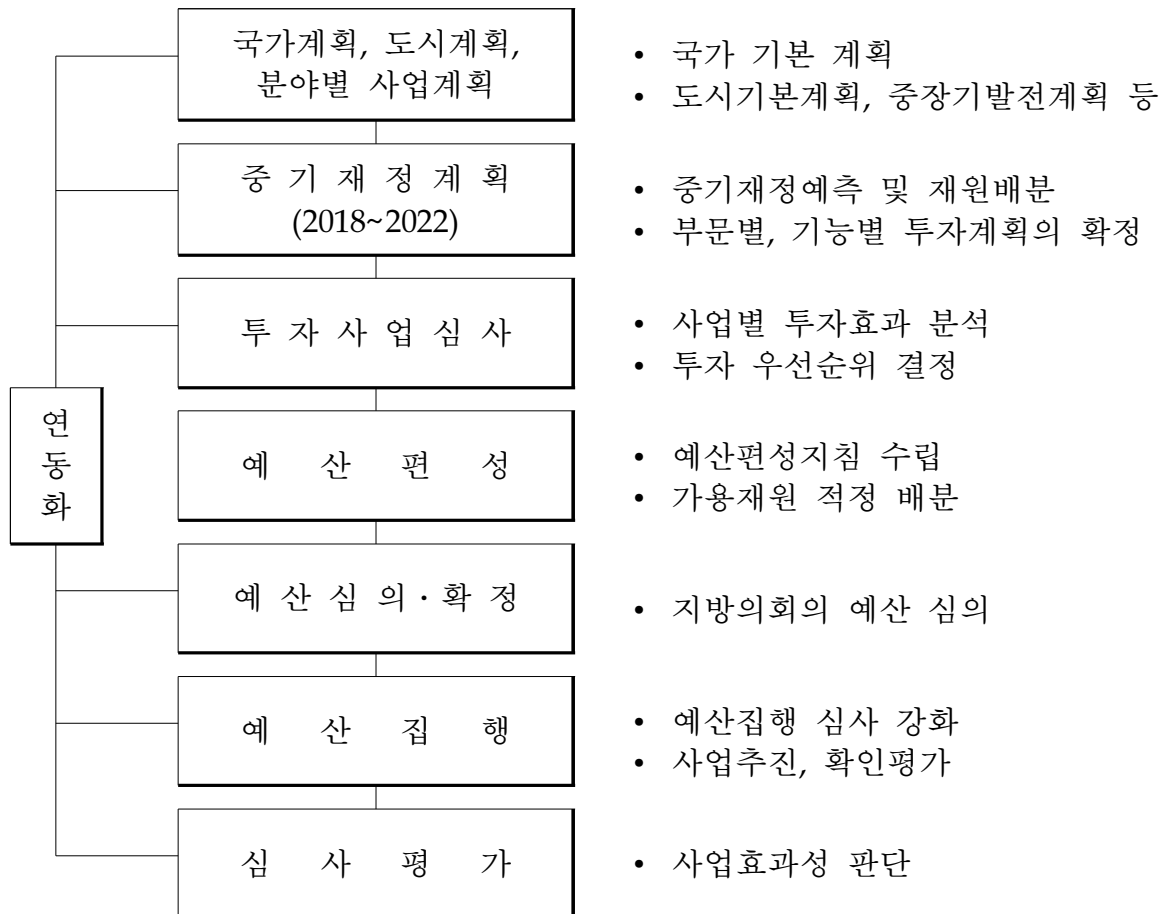 국가계획, 도시계획,
분야별 사업계획
• 국가 기본 계획
• 도시기본계획, 중장기발전계획 등
중 기 재 정 계 획
(2018~2022)
• 중기재정예측 및 재원배분
• 부문별, 기능별 투자계획의 확정
투 자 사 업 심 사
• 사업별 투자효과 분석
• 투자 우선순위 결정
연
동
화
예 산 편 성
• 예산편성지침 수립
• 가용재원 적정 배분
예 산 심 의 · 확 정
• 지방의회의 예산 심의
예 산 집 행
• 예산집행 심사 강화
• 사업추진, 확인평가
심 사 평 가
• 사업효과성 판단